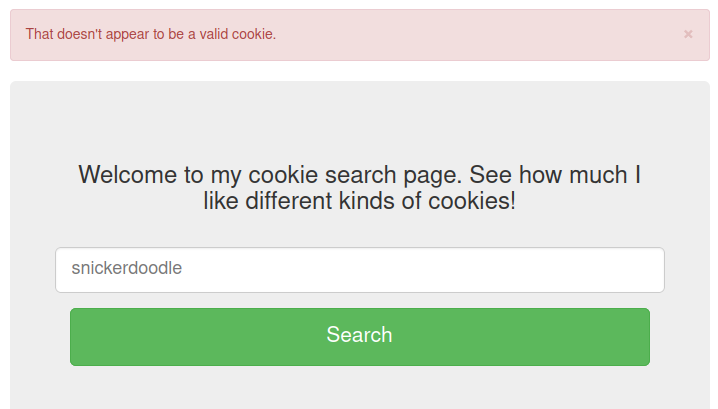 That doesn't appear to be a valid cookie.
×
Welcome to my cookie search page. See how much I
like different kinds of cookies!
snickerdoodle
Search